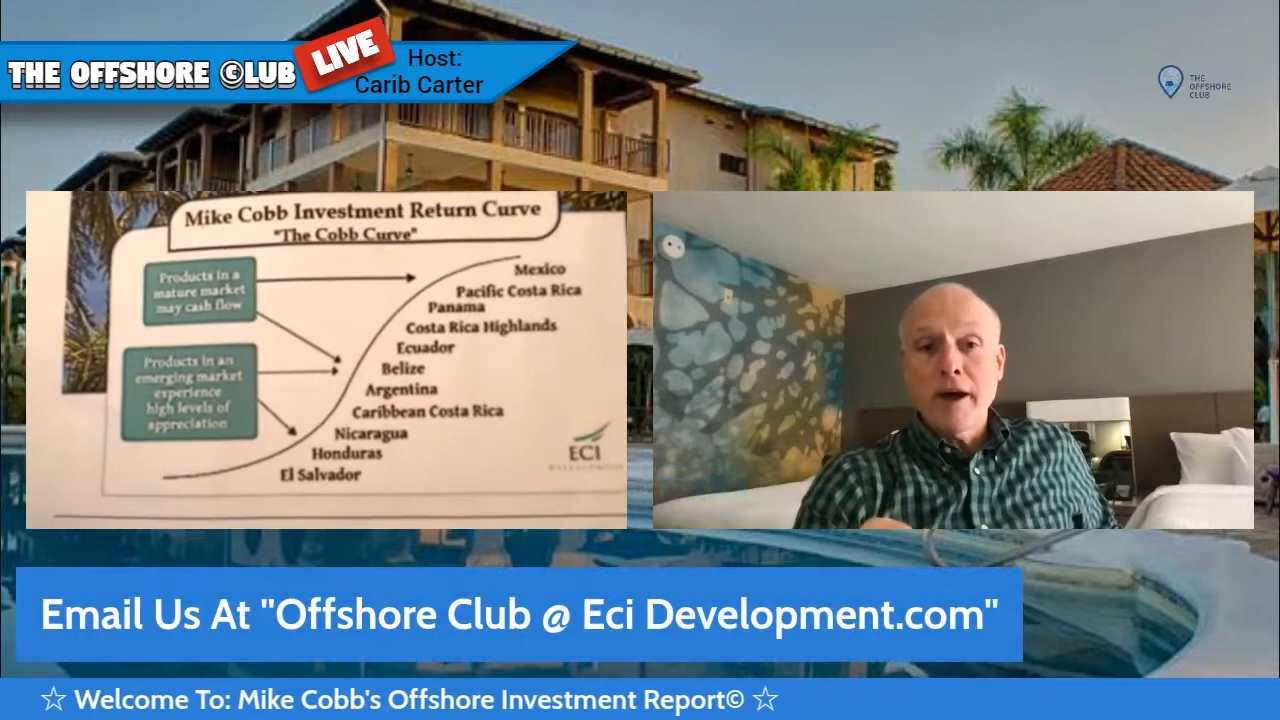 THE OFFSHORE ©LUB
LIVE
Host:
Carib Carter
THE
OFFSHORE
CLUB
Mike Cobb Investment Return Curve
"The Cobb Curve"
Products in a
mature market
may cash flow
Products in an
emerging market
experience
high levels of
appreciation
Mexico
Pacific Costa Rica
Panama
Costa Rica Highlands
Ecuador
Belize
Argentina
Caribbean Costa Rica
Nicaragua
Honduras
El Salvador
ECI
DEVELOPMENT
Email Us At "Offshore Club @ Eci Development.com"
☆ Welcome To: Mike Cobb's Offshore Investment Report© ☆